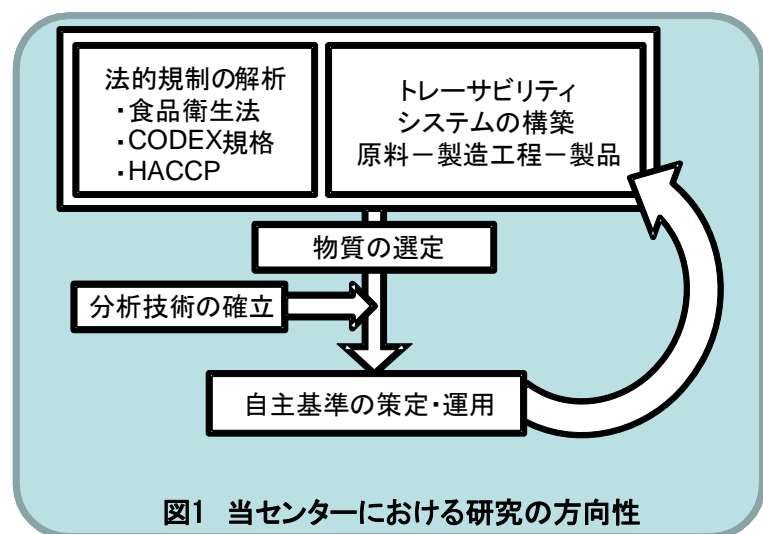 法的規制の解析
・食品衛生法
・CODEX規格
・HACCP
トレーサビリティ
システムの構築
原料－製造工程－製品
物質の選定
分析技術の確立
自主基準の策定・運用
図1 当センターにおける研究の方向性